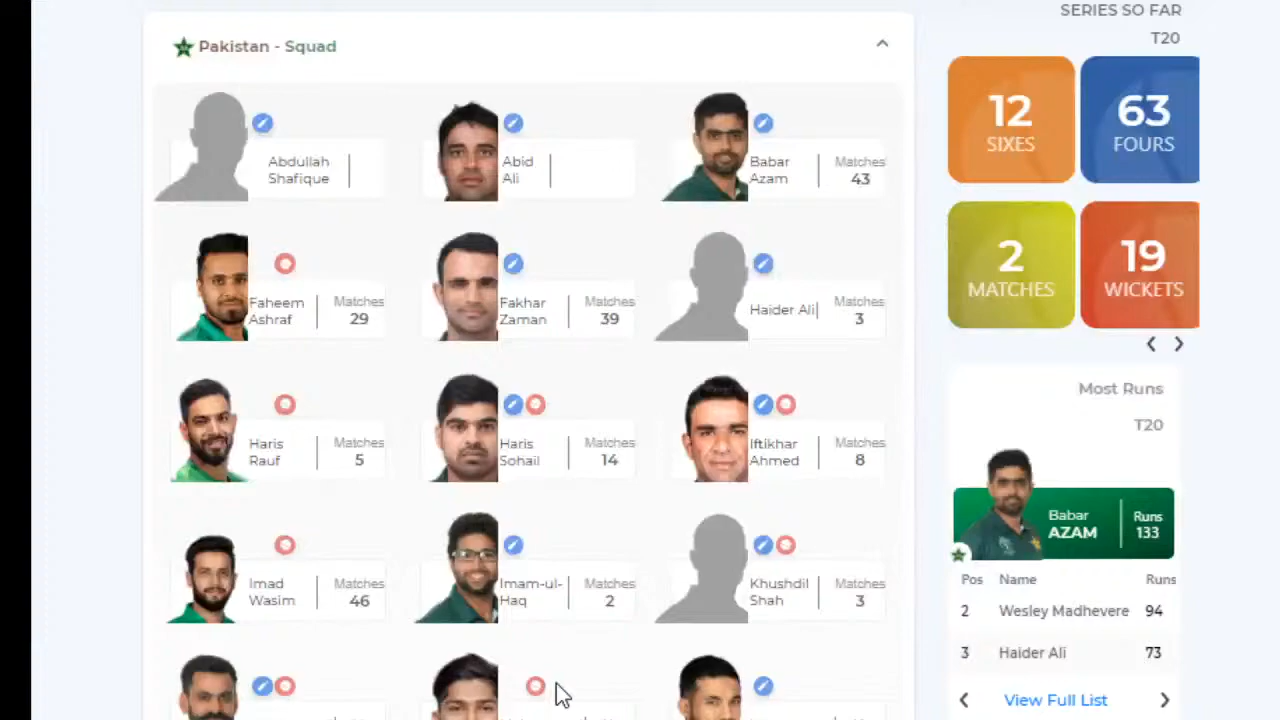 Pakistan - Squad
Abdullah
Shafique
Abid
Ali
Babar
Azam
Matches
43
Faheem
Ashraf
Matches
29
Fakhar
Zaman
Matches
39
Haider Ali
Matches
3
Haris
Rauf
Matches
5
Haris
Sohail
Matches
14
Iftikhar
Ahmed
Matches
8
Imad
Wasim
Matches
46
Imam-ul-
Haq
Matches
2
Khushdil
Shah
Matches
3
SERIES SO FAR
T20
12
SIXES
63
FOURS
2
MATCHES
19
WICKETS
Most Runs
T20
Babar
AZAM
Runs
133
Pos Name Runs
2 Wesley Madhevere 94
3 Haider Ali 73
View Full List